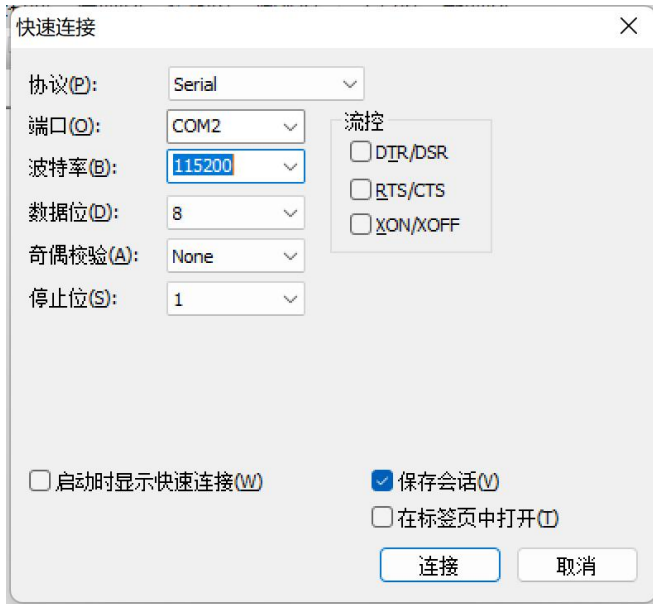 快速连接
协议(P): Serial
端口(O): COM2
流控
DTR/DSR
波特率(B): 115200
RTS/CTS
数据位(D): 8
XON/XOFF
奇偶校验(A): None
停止位(S): 1
启动时显示快速连接(W)
保存会话(V)
在标签页中打开(T)
连接 取消